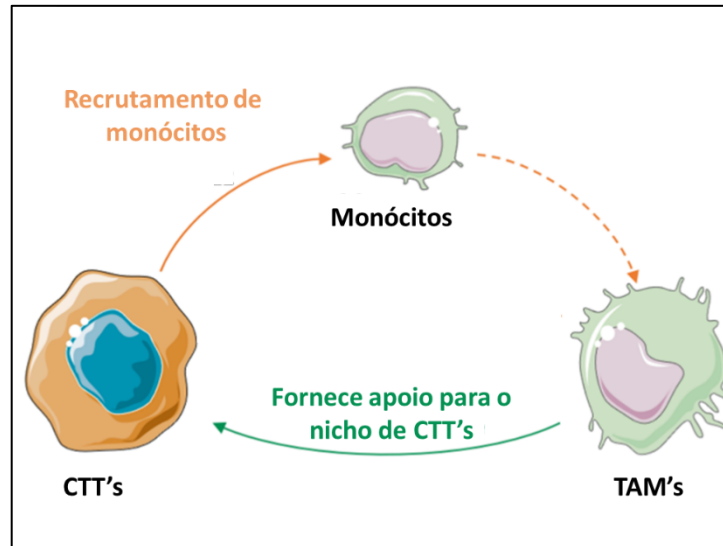 Recrutamento de
monócitos
Monócitos
Fornece apoio para o
nicho de CTT's
CTT's
TAM's